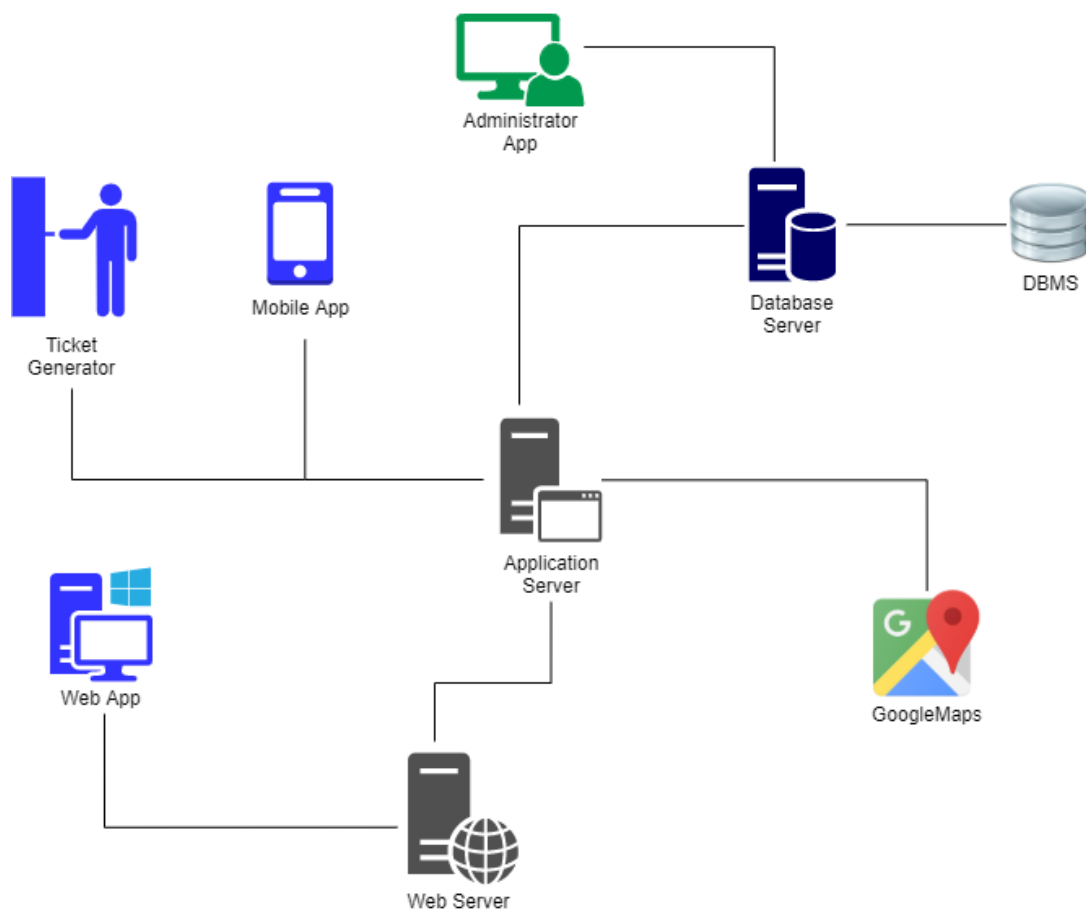 Administrator
App
Ticket
Generator
Mobile App
Database
Server
DBMS
Application
Server
Web App
G
GoogleMaps
Web Server